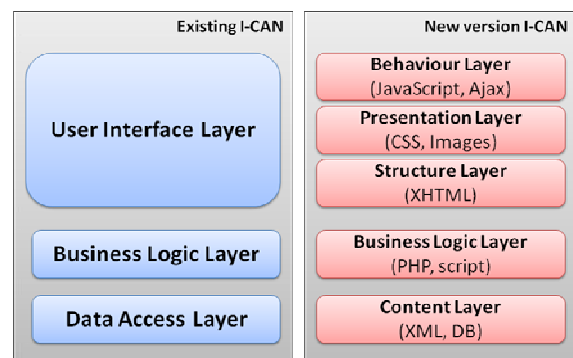 Existing I-CAN
User Interface Layer
Business Logic Layer
Data Access Layer
New version I-CAN
Behaviour Layer
(JavaScript, Ajax)
Presentation Layer
(CSS, Images)
Structure Layer
(XHTML)
Business Logic Layer
(PHP, script)
Content Layer
(XML, DB)